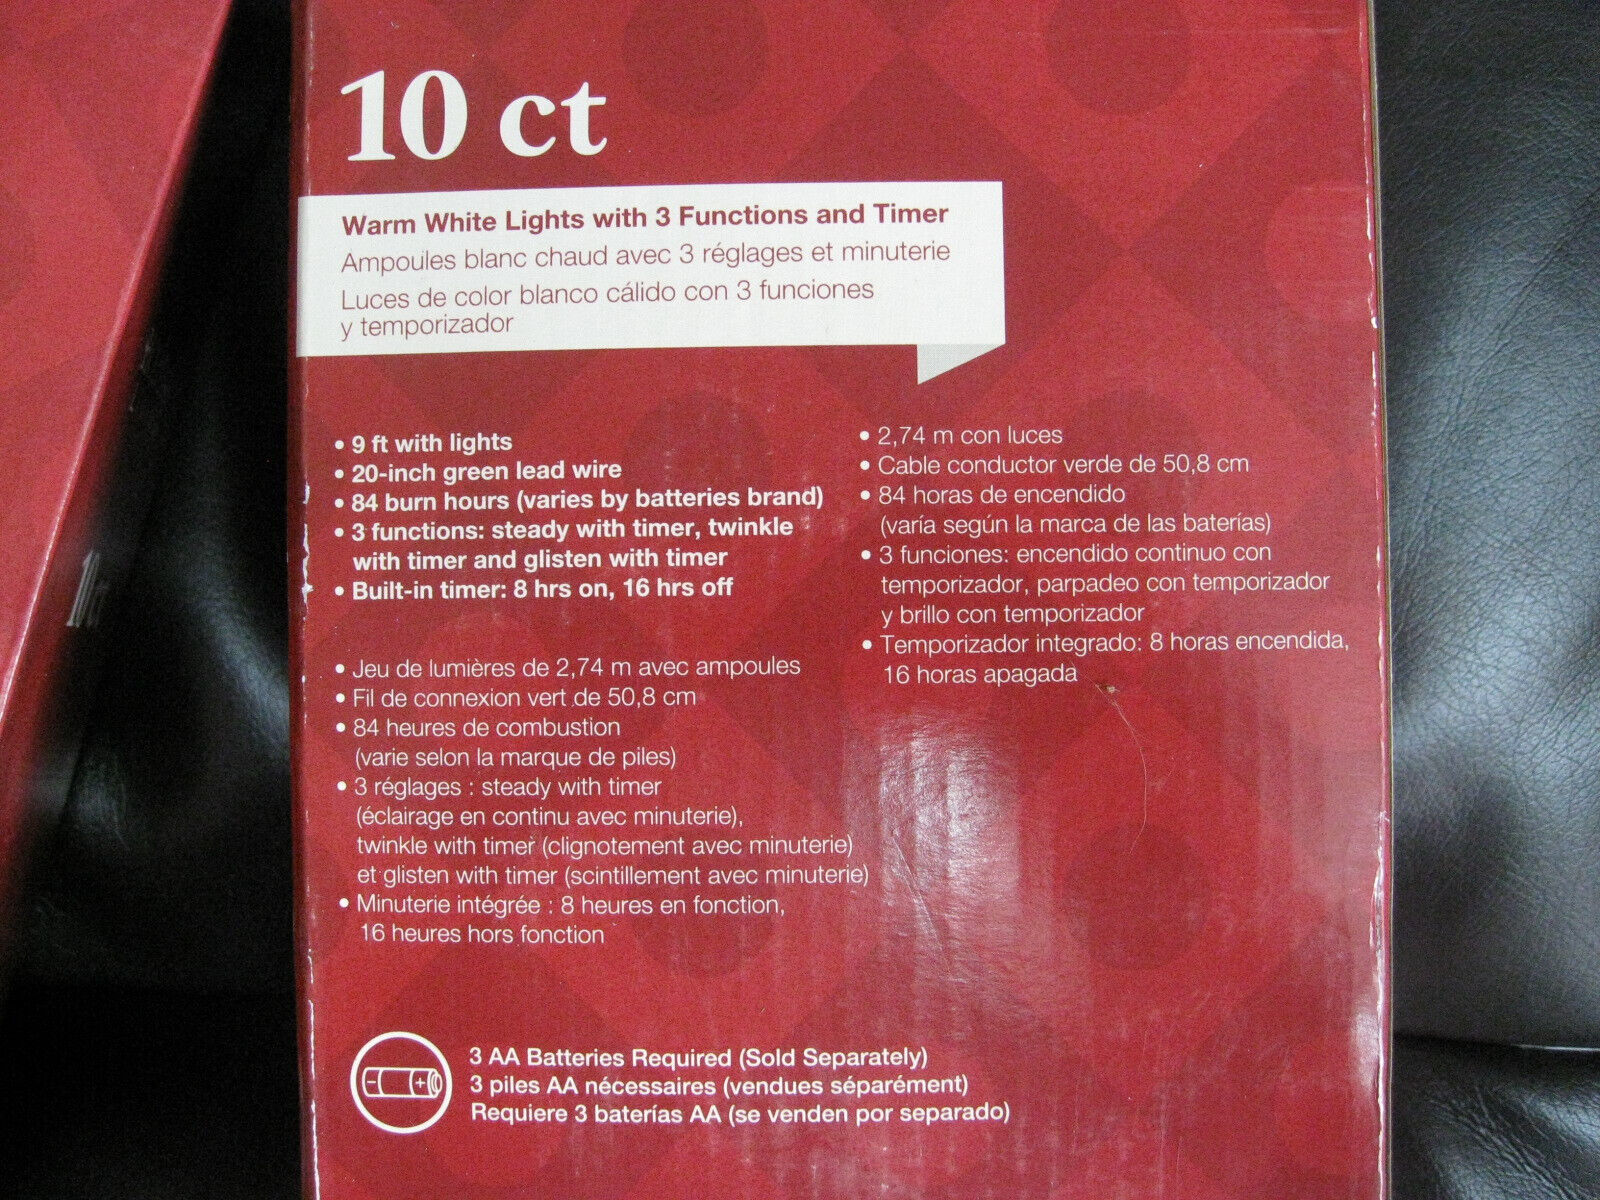 10 ct
Warm White Lights with 3 Functions and Timer
Ampoules blanc chaud avec 3 réglages et minuterie
Luces de color blanco cálido con 3 funciones
y temporizador
• 9 ft with lights
• 20-inch green lead wire
• 84 burn hours (varies by batteries brand)
• 3 functions: steady with timer, twinkle
with timer and glisten with timer
• Built-in timer: 8 hrs on, 16 hrs off
• Jeu de lumières de 2,74 m avec ampoules
• Fil de connexion vert de 50,8 cm
• 84 heures de combustion
(varie selon la marque de piles)
• 3 réglages : steady with timer
(éclairage en continu avec minuterie),
twinkle with timer (clignotement avec minuterie)
et glisten with timer (scintillement avec minuterie)
• Minuterie intégrée : 8 heures en fonction,
16 heures hors fonction
• 2,74 m con luces
• Cable conductor verde de 50,8 cm
• 84 horas de encendido
(varía según la marca de las baterías)
• 3 funciones: encendido continuo con
temporizador, parpadeo con temporizador
y brillo con temporizador
• Temporizador integrado: 8 horas encendida,
16 horas apagada
3 AA Batteries Required (Sold Separately)
3 piles AA nécessaires (vendues séparément)
Requiere 3 baterías AA (se venden por separado)